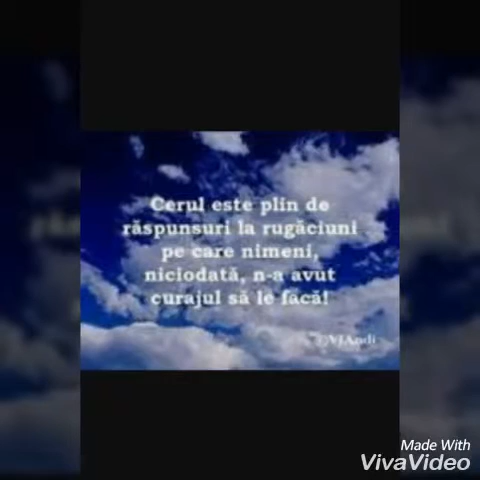 Cerul este plin de
răspunsuri la rugăciuni
pe care nimeni,
niciodată, n-a avut
curajul să le facă!
Made With
VivaVideo